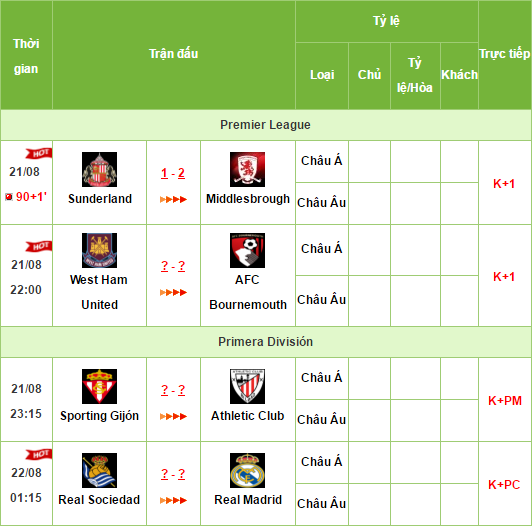 Thời gian
Trận đấu
Tỷ lệ
Trực tiếp
Loại
Chủ
Tỷ lệ/Hòa
Khách
Premier League
HOT
21/08
90+1'
Sunderland
1 - 2
Middlesbrough
Châu Á
Châu Âu
K+1
HOT
21/08
22:00
West Ham United
? - ?
AFC Bournemouth
Châu Á
Châu Âu
K+1
Primera División
21/08
23:15
Sporting Gijón
? - ?
Athletic Club
Châu Á
Châu Âu
K+PM
HOT
22/08
01:15
Real Sociedad
? - ?
Real Madrid
Châu Á
Châu Âu
K+PC